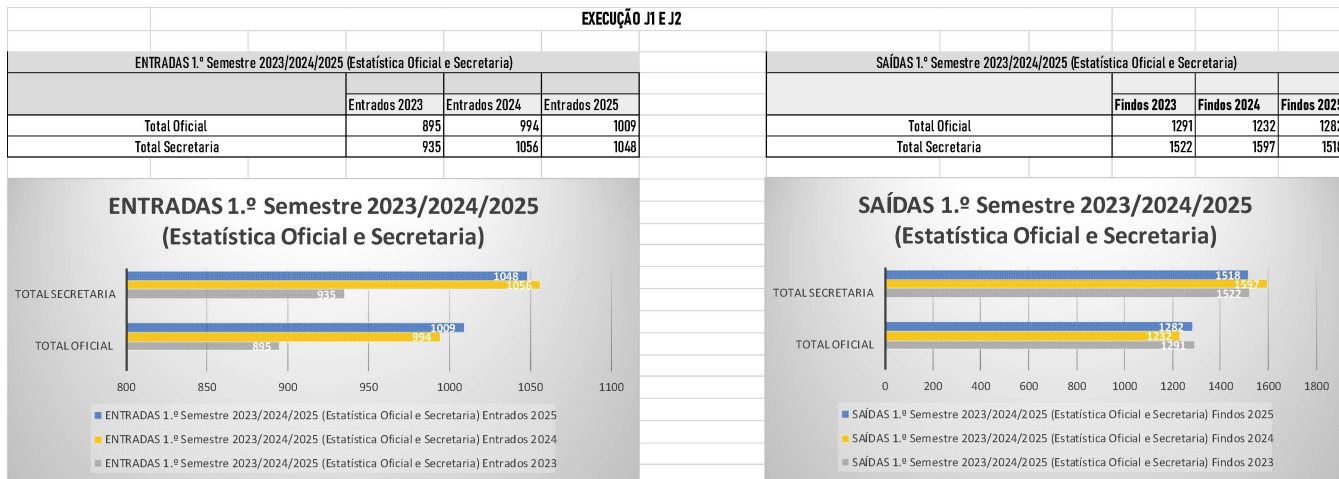 EXECUÇÃO J1 E J2
ENTRADAS 1.º Semestre 2023/2024/2025 (Estatística Oficial e Secretaria)
Entrados 2023 Entrados 2024 Entrados 2025
Total Oficial 895 994 1009
Total Secretaria 935 1056 1048
SAÍDAS 1.º Semestre 2023/2024/2025 (Estatística Oficial e Secretaria)
Findos 2023 Findos 2024 Findos 2025
Total Oficial 1291 1232 1282
Total Secretaria 1522 1597 1518
ENTRADAS 1.º Semestre 2023/2024/2025
(Estatística Oficial e Secretaria)
1048
1056
TOTAL SECRETARIA 935
1009
994
TOTAL OFICIAL 895
800 850 900 950 1000 1050 1100
ENTRADAS 1.º Semestre 2023/2024/2025 (Estatística Oficial e Secretaria) Entrados 2025
ENTRADAS 1.º Semestre 2023/2024/2025 (Estatística Oficial e Secretaria) Entrados 2024
ENTRADAS 1.º Semestre 2023/2024/2025 (Estatística Oficial e Secretaria) Entrados 2023
SAÍDAS 1.º Semestre 2023/2024/2025
(Estatística Oficial e Secretaria)
1518
1597
TOTAL SECRETARIA 1522
1282
1232
TOTAL OFICIAL 1291
0 200 400 600 800 1000 1200 1400 1600 1800
SAÍDAS 1.º Semestre 2023/2024/2025 (Estatística Oficial e Secretaria) Findos 2025
SAÍDAS 1.º Semestre 2023/2024/2025 (Estatística Oficial e Secretaria) Findos 2024
SAÍDAS 1.º Semestre 2023/2024/2025 (Estatística Oficial e Secretaria) Findos 2023